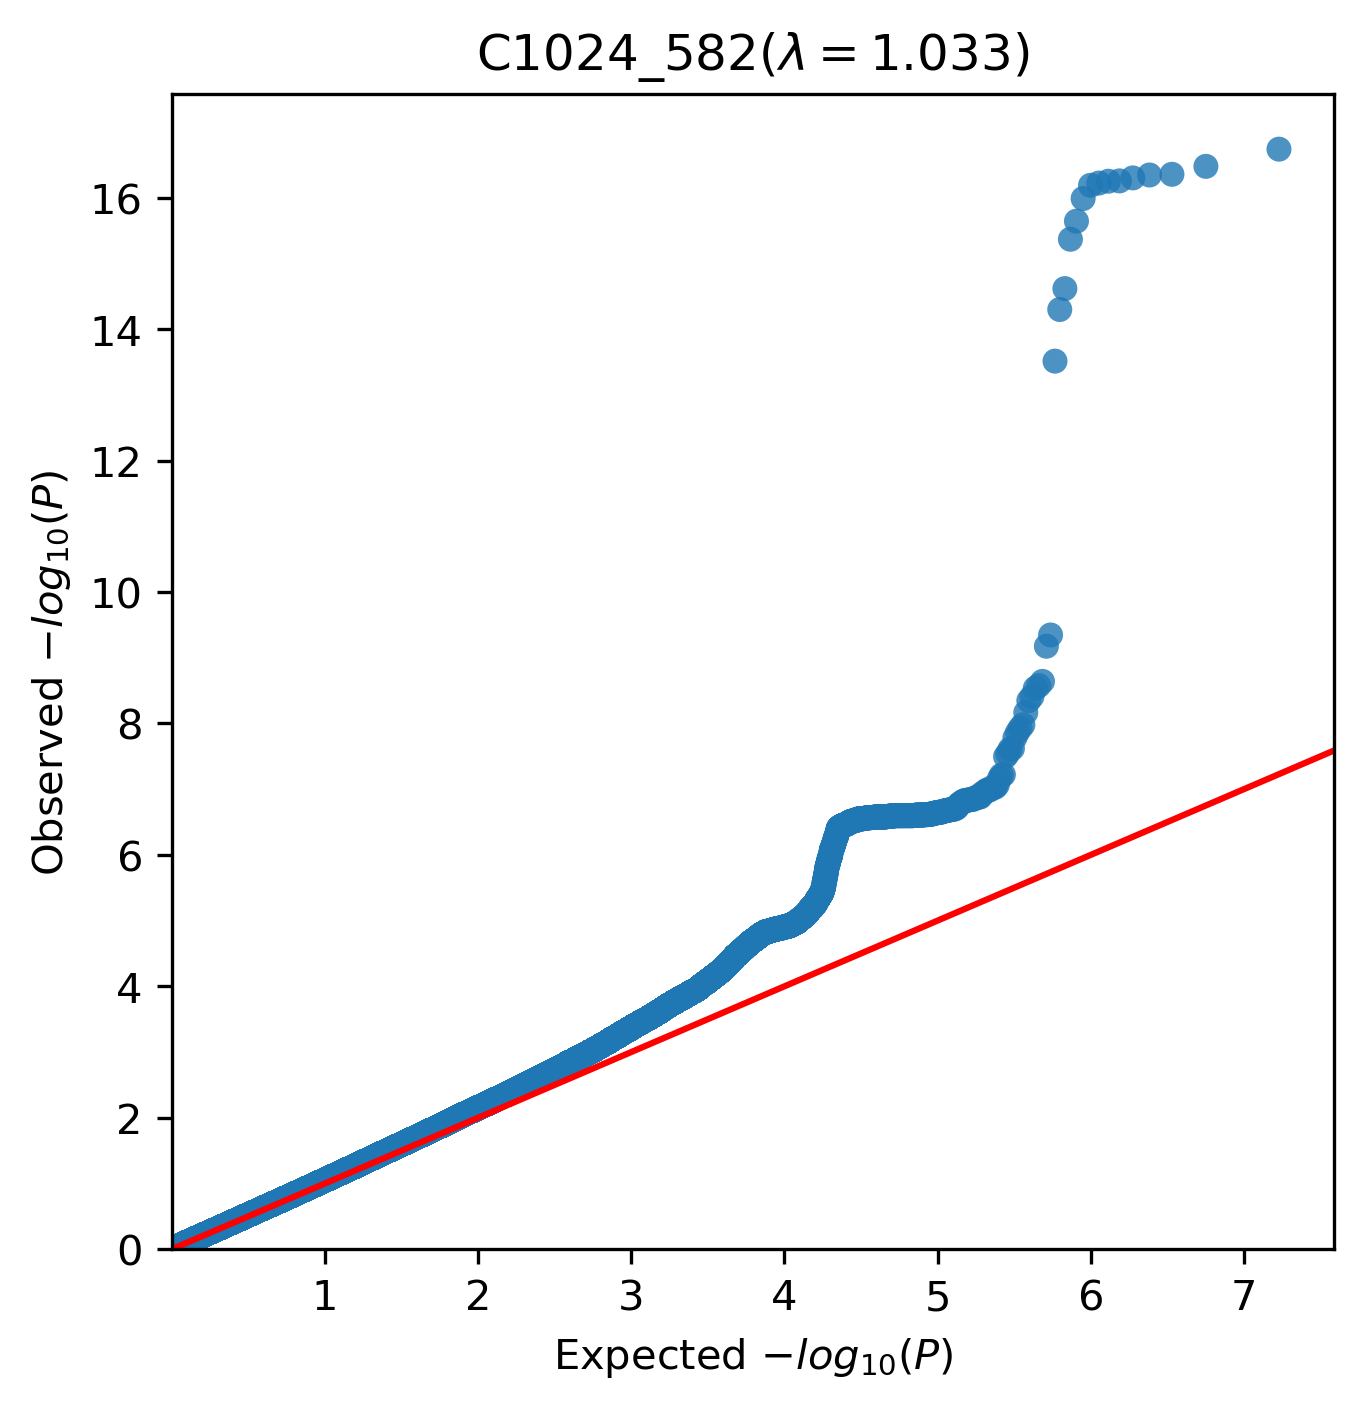 C1024_582(λ = 1.033)
16
14
12
10
8
6
4
2
0
Observed −log10(P)
1 2 3 4 5 6 7
Expected −log10(P)